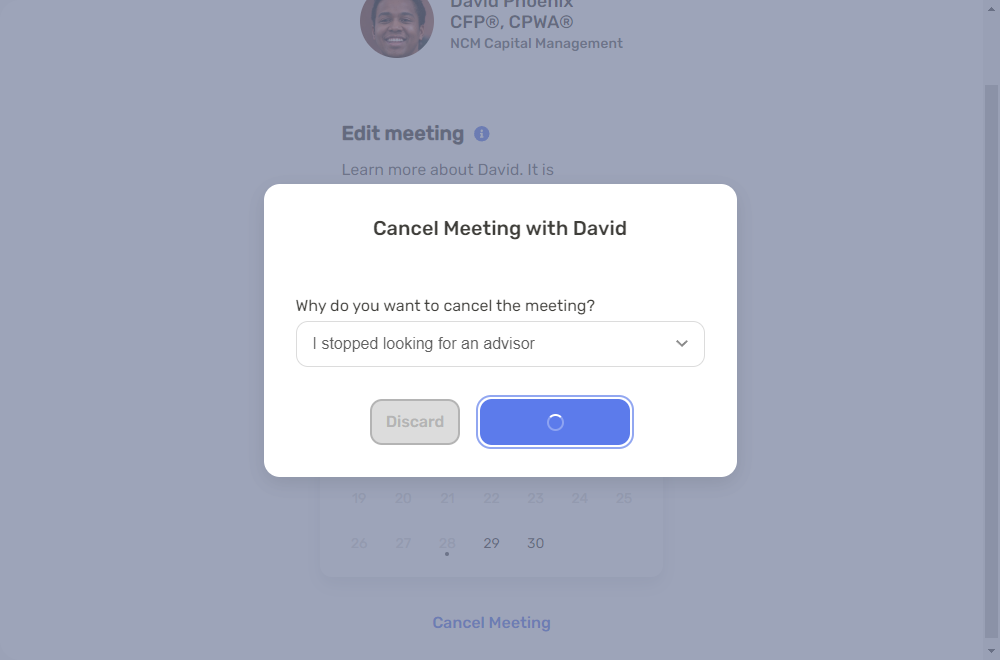 David Phoenix
CFP®, CPWA®
NCM Capital Management
Edit meeting
Learn more about David. It is
Cancel Meeting with David
Why do you want to cancel the meeting?
I stopped looking for an advisor
Discard
19 20 21 22 23 24 25
26 27 28 29 30
Cancel Meeting